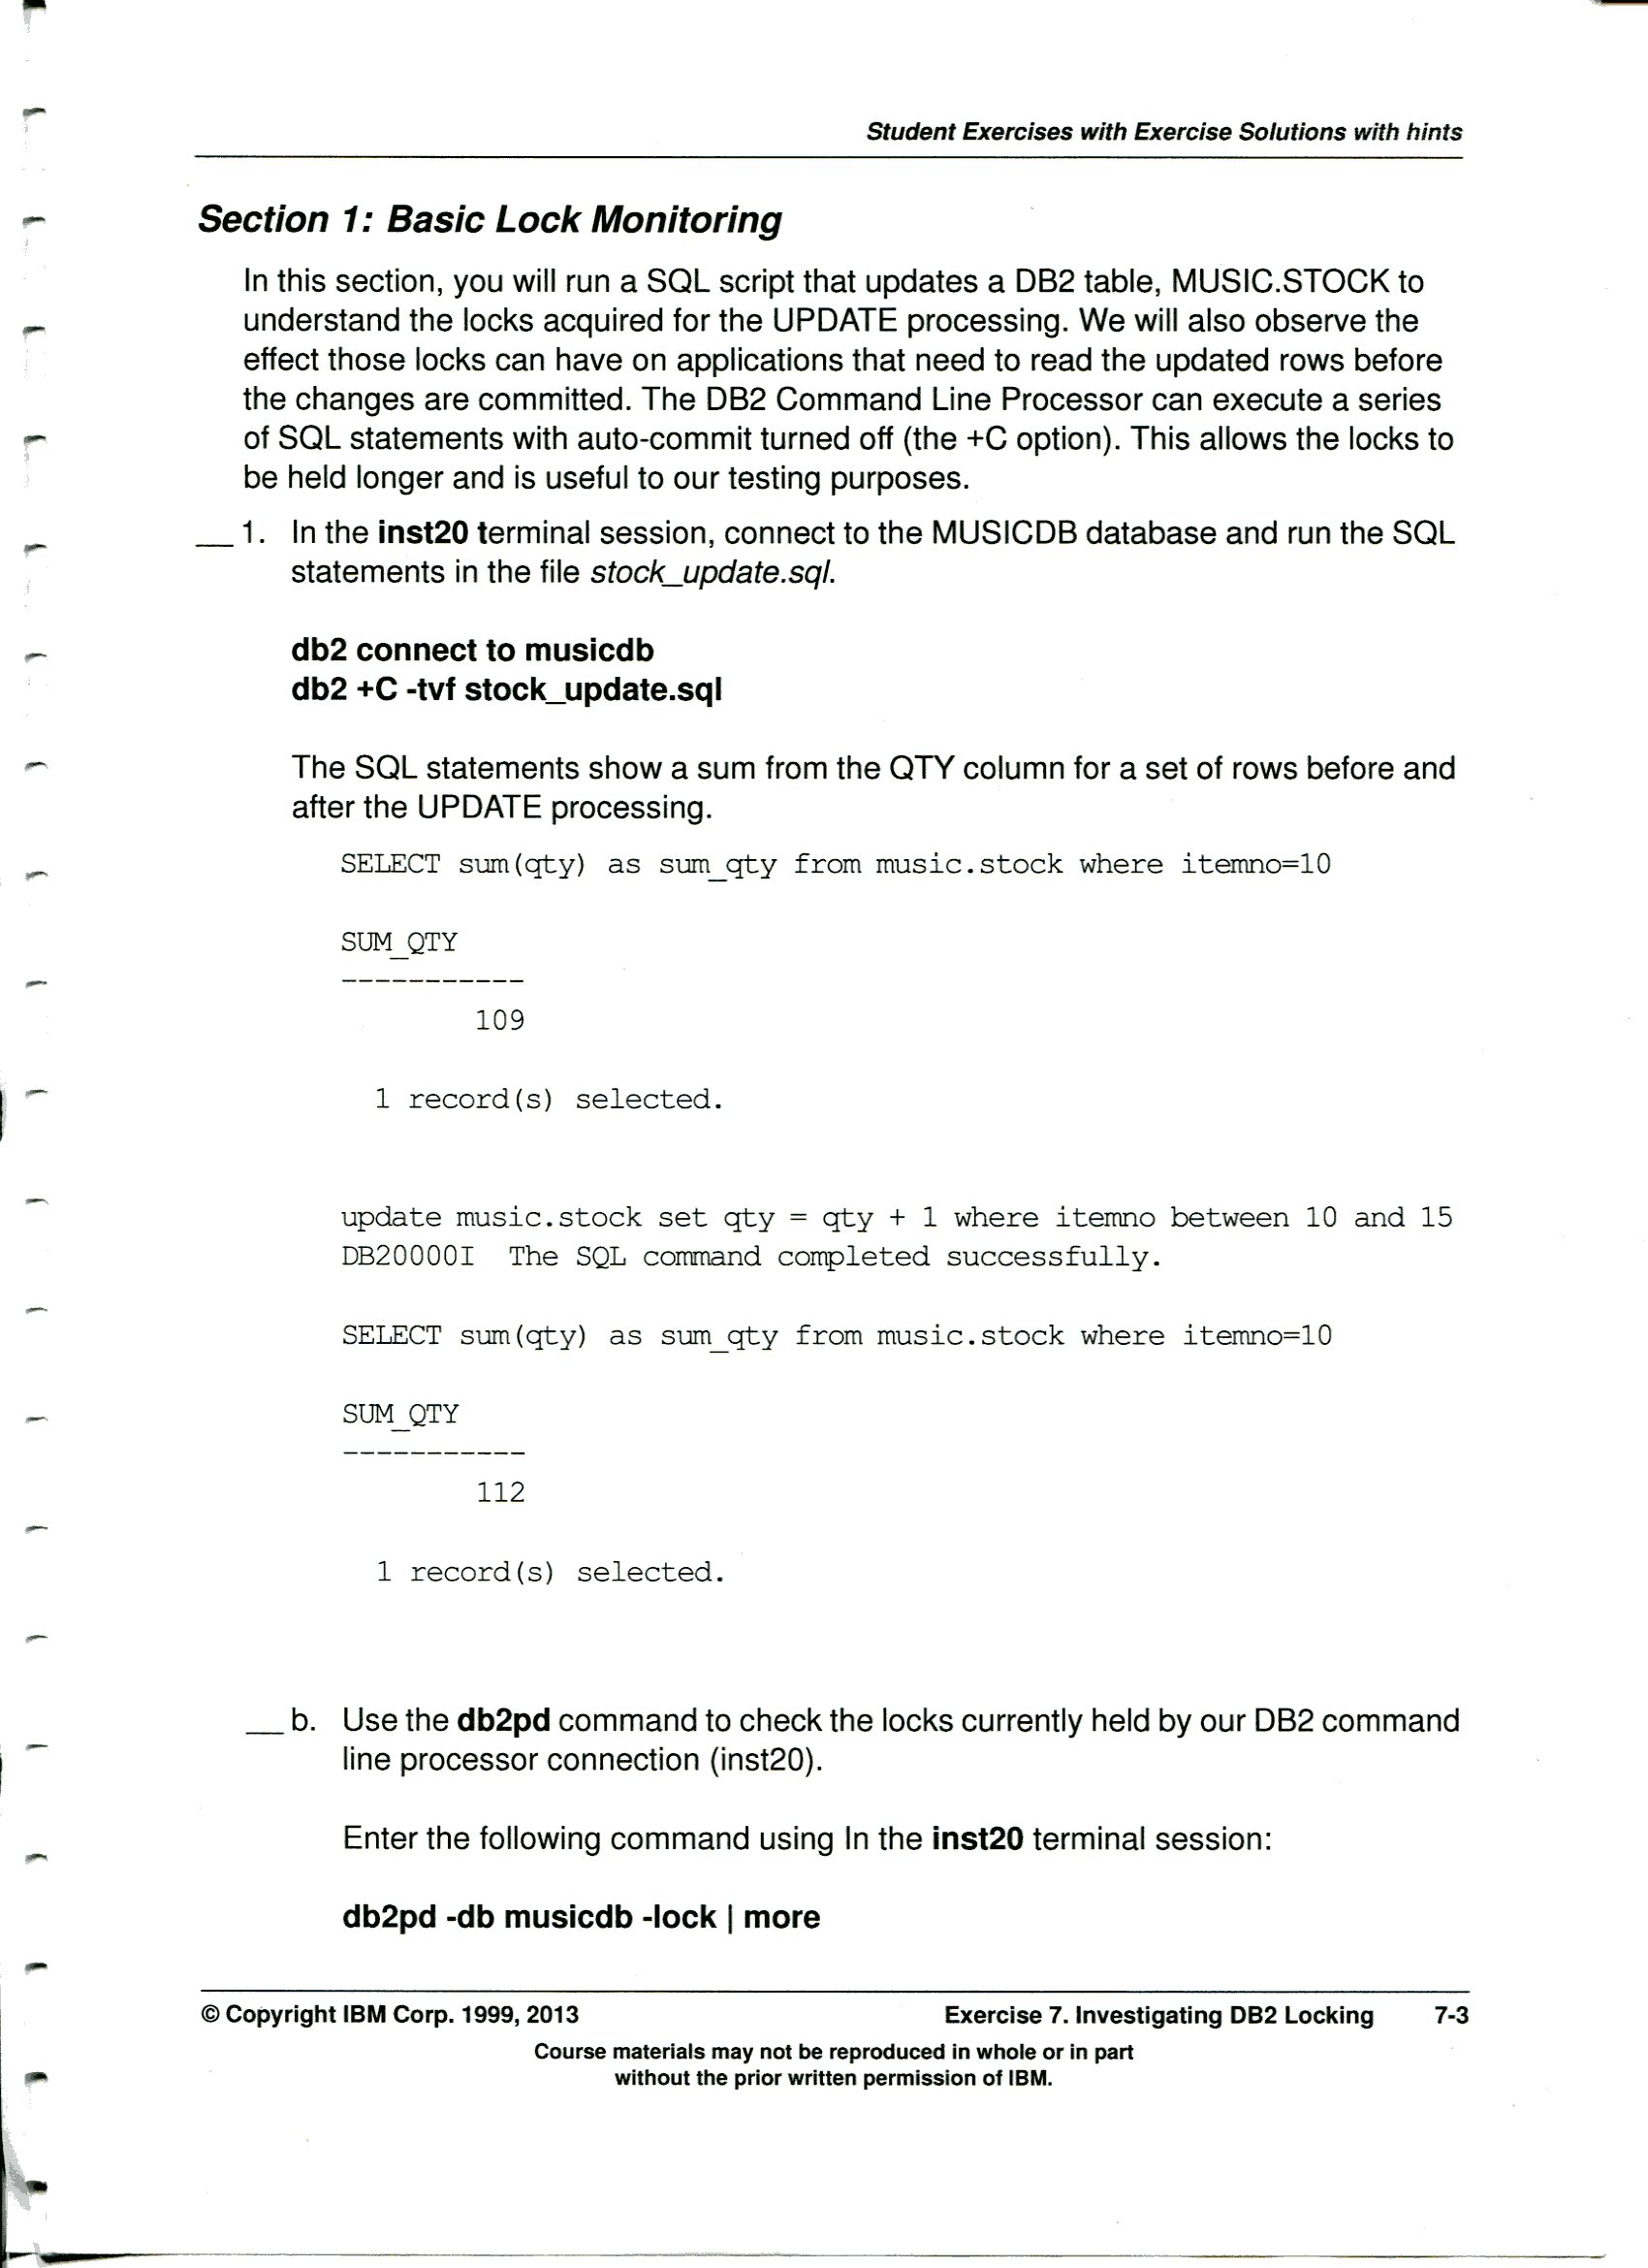 Student Exercises with Exercise Solutions with hints
Section 1: Basic Lock Monitoring
In this section, you will run a SQL script that updates a DB2 table, MUSIC.STOCK to
understand the locks acquired for the UPDATE processing. We will also observe the
effect those locks can have on applications that need to read the updated rows before
the changes are committed. The DB2 Command Line Processor can execute a series
of SQL statements with auto-commit turned off (the +C option). This allows the locks to
be held longer and is useful to our testing purposes.
__ 1. In the inst20 terminal session, connect to the MUSICDB database and run the SQL
statements in the file stock_update.sql.
db2 connect to musicdb
db2 +C -tvf stock_update.sql
The SQL statements show a sum from the QTY column for a set of rows before and
after the UPDATE processing.
SELECT sum(qty) as sum_qty from music.stock where itemno=10
SUM_QTY
-----------
109
1 record(s) selected.
update music.stock set qty = qty + 1 where itemno between 10 and 15
DB20000I The SQL command completed successfully.
SELECT sum(qty) as sum_qty from music.stock where itemno=10
SUM_QTY
-----------
112
1 record(s) selected.
__ b. Use the db2pd command to check the locks currently held by our DB2 command
line processor connection (inst20).
Enter the following command using In the inst20 terminal session:
db2pd -db musicdb -lock | more
© Copyright IBM Corp. 1999, 2013 Exercise 7. Investigating DB2 Locking 7-3
Course materials may not be reproduced in whole or in part
without the prior written permission of IBM.